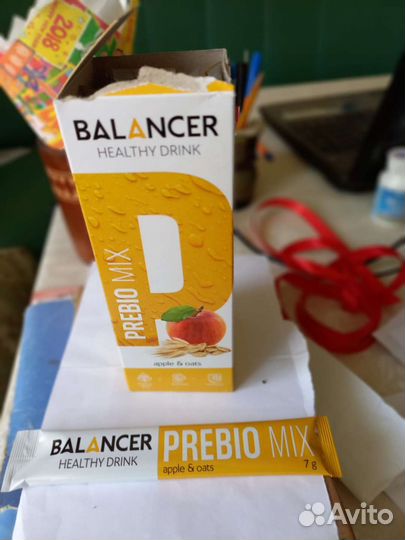 2018
BALANCER
HEALTHY DRINK
PREBIO MIX
apple & oats
BALANCER
HEALTHY DRINK
PREBIO MIX
apple & oats
7 g
Avito